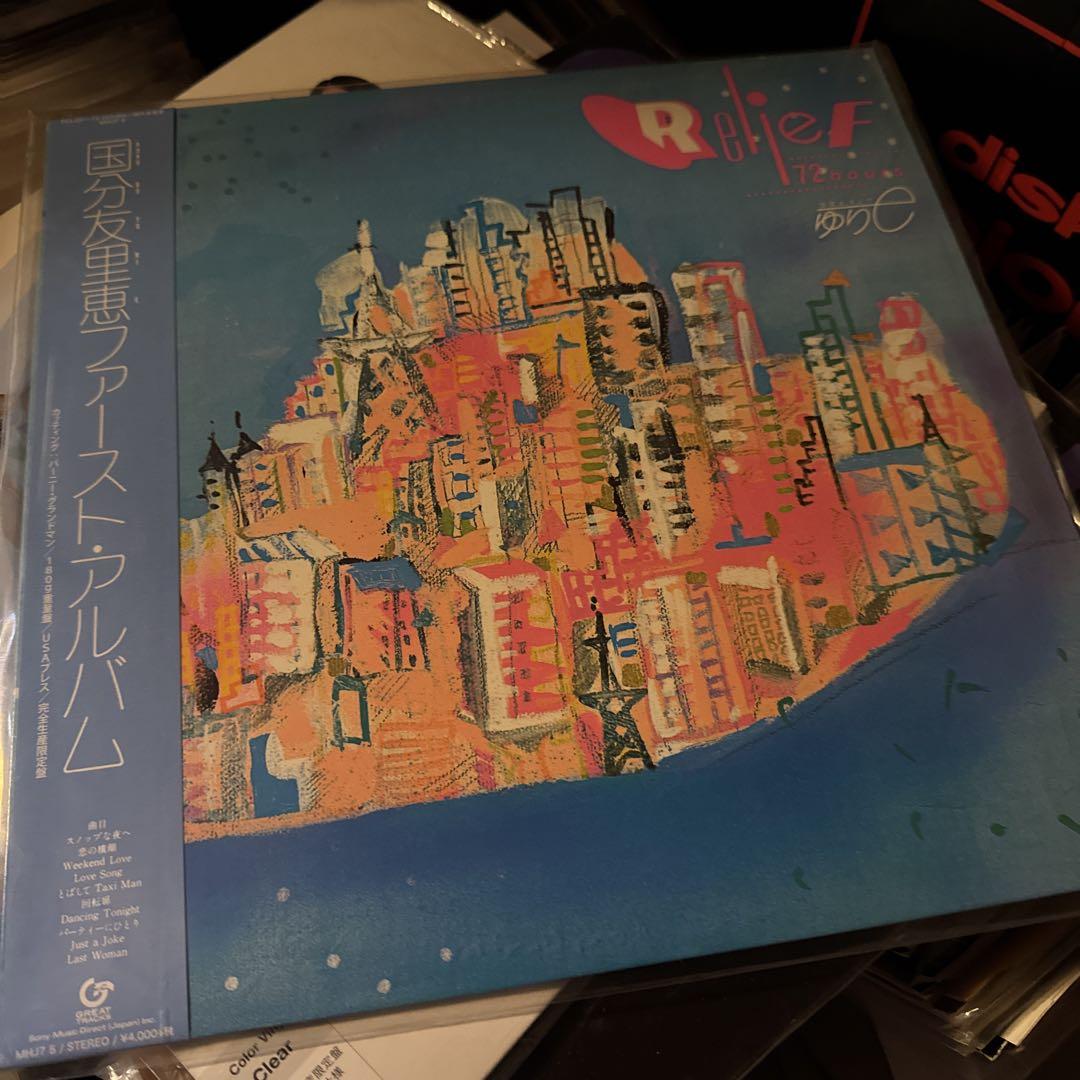 国分友里恵ファースト・アルバム
カッティング：バーニー・グランドマン／180g重量盤／USAプレス／完全生産限定盤
曲目
スノッブな夜へ
恋の横顔
Weekend Love
Love Song
とばして Taxi Man
回転扉
Dancing Tonight
パーティーにひとり
Just a Joke
Last Woman
GREAT
TRACKS
Sony Music Direct (Japan) Inc.
MHJ7 5 / STEREO / ¥4,000+税
Relief
72hours
ゆりe
Clear